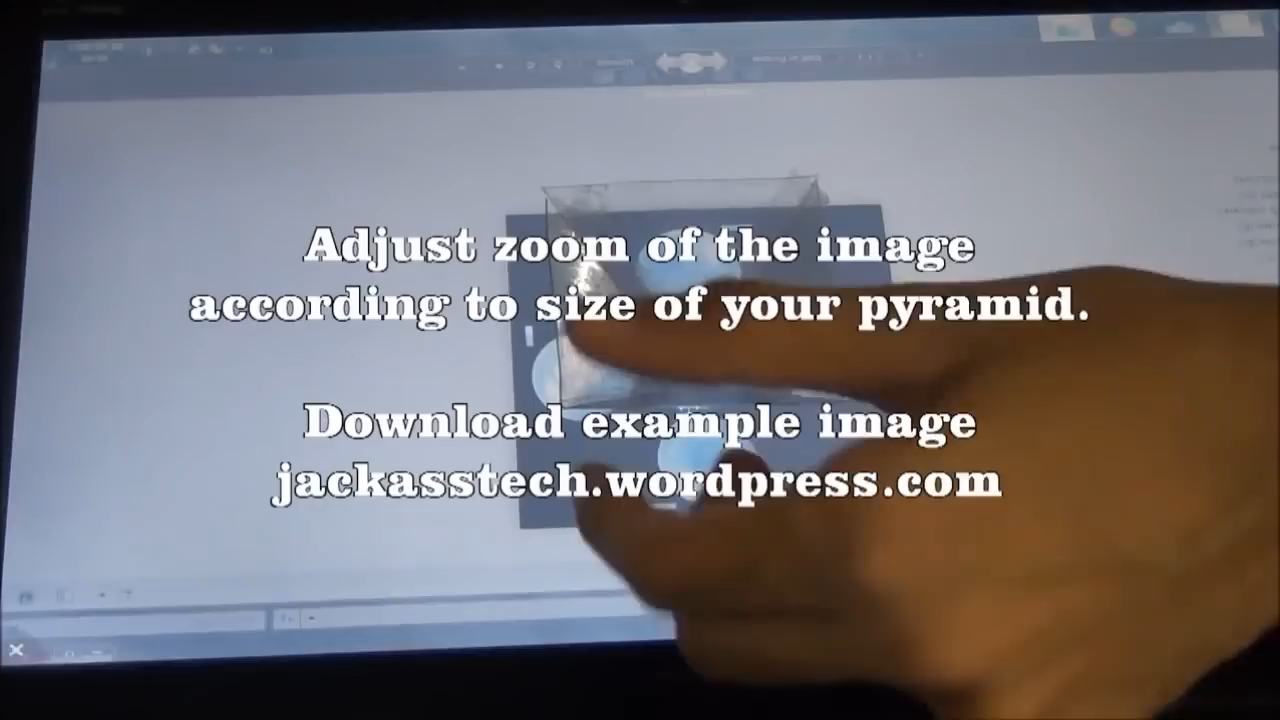 Adjust zoom of the image
according to size of your pyramid.
Download example image
jackasstech.wordpress.com